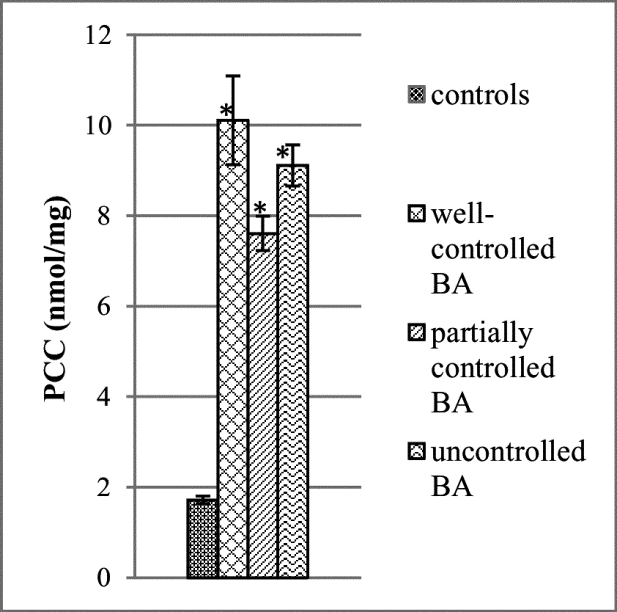 12
10
8
6
4
2
0
PCC (nmol/mg)
*
*
*
controls
well-
controlled
BA
partially
controlled
BA
uncontrolled
BA